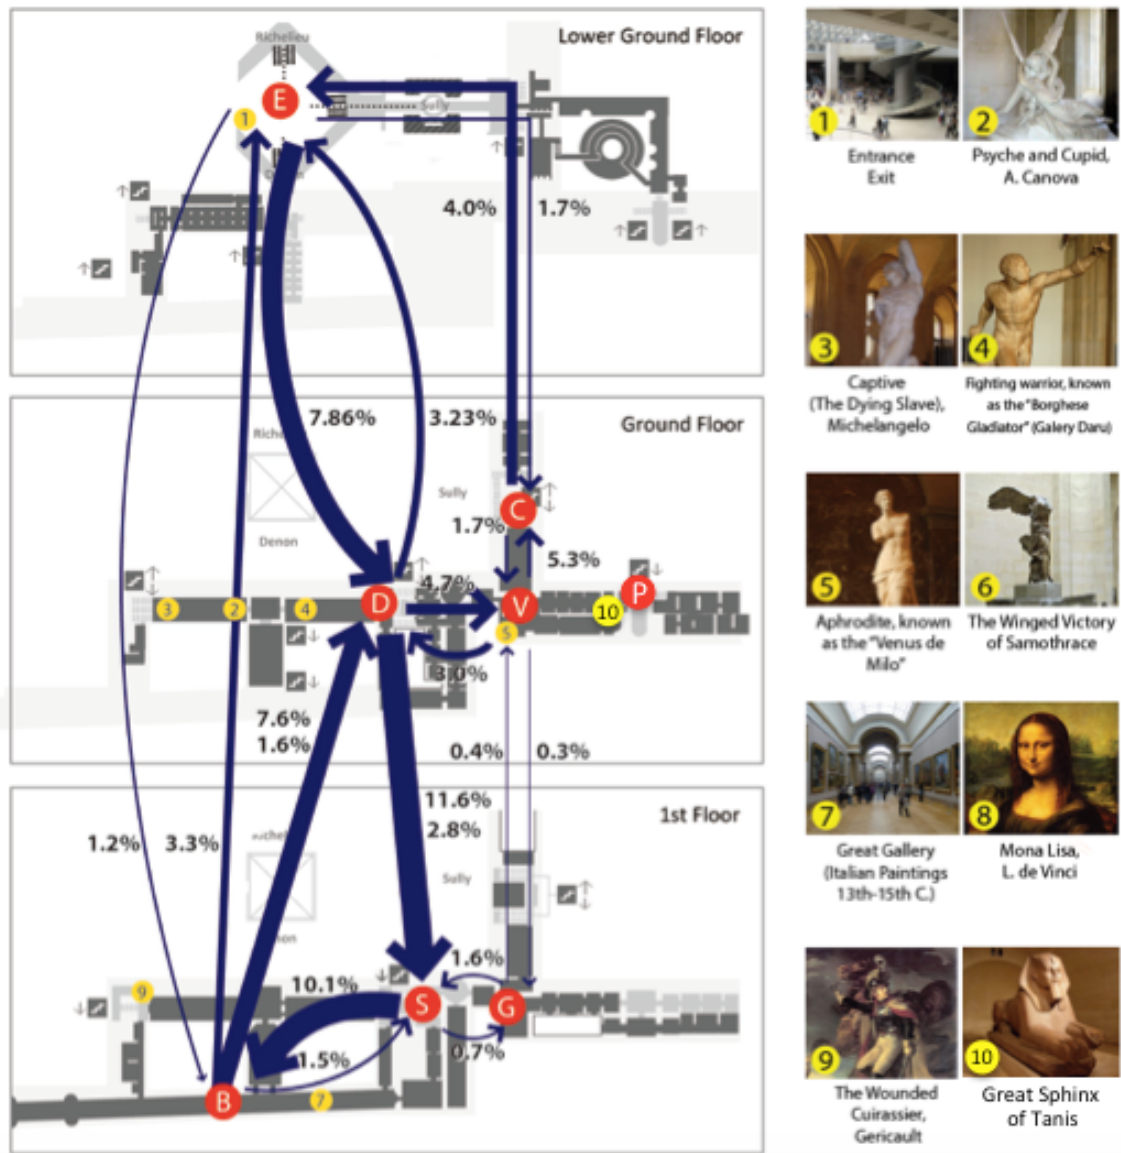 Richelieu
Lower Ground Floor
E
1
Sully
4.0%
1.7%
7.86%
3.23%
Ground Floor
Sully
C
1.7%
Denon
5.3%
4.7%
P
3
2
4
D
V
10
5
3.0%
7.6%
1.6%
0.4%
0.3%
11.6%
2.8%
1st Floor
1.2%
3.3%
Sully
1.6%
10.1%
9
S
G
0.7%
1.5%
B
7
1
Entrance
Exit
2
Psyche and Cupid,
A. Canova
3
Captive
(The Dying Slave),
Michelangelo
4
Fighting warrior, known
as the "Borghese
Gladiator" (Galery Daru)
5
Aphrodite, known
as the "Venus de
Milo"
6
The Winged Victory
of Samothrace
7
Great Gallery
(Italian Paintings
13th-15th C.)
8
Mona Lisa,
L. de Vinci
9
The Wounded
Cuirassier,
Gericault
10
Great Sphinx
of Tanis